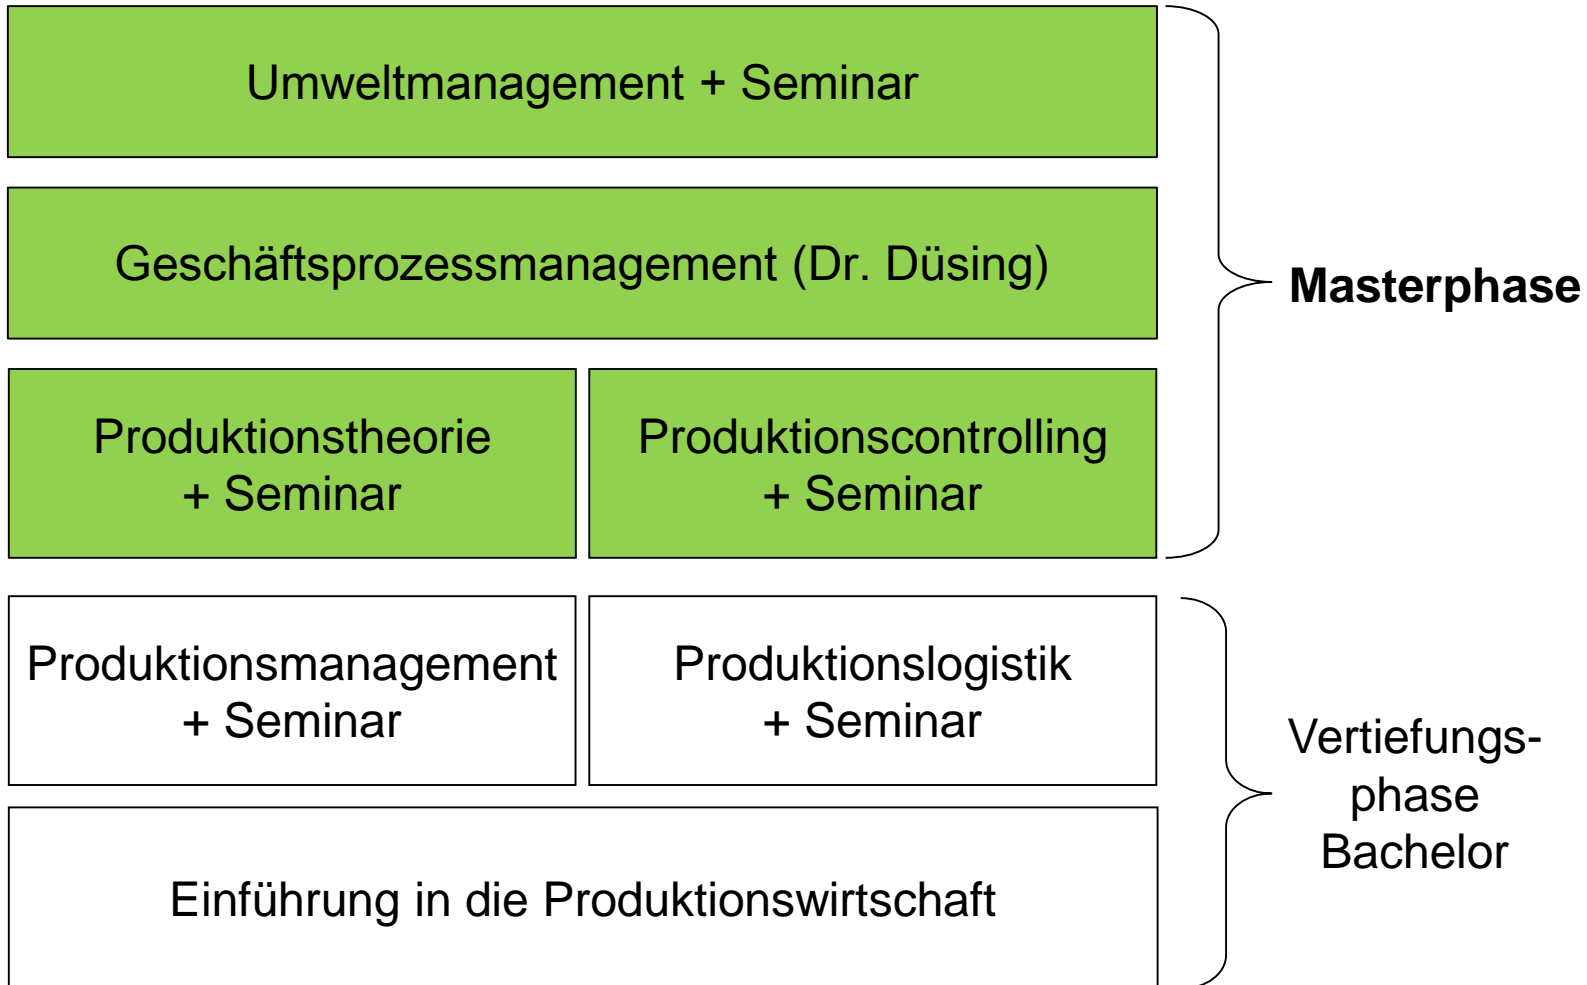 Umweltmanagement + Seminar
Geschäftsprozessmanagement (Dr. Düsing)
Masterphase
Produktionstheorie
+ Seminar
Produktionscontrolling
+ Seminar
Produktionsmanagement
+ Seminar
Produktionslogistik
+ Seminar
Vertiefungs-
phase
Bachelor
Einführung in die Produktionswirtschaft